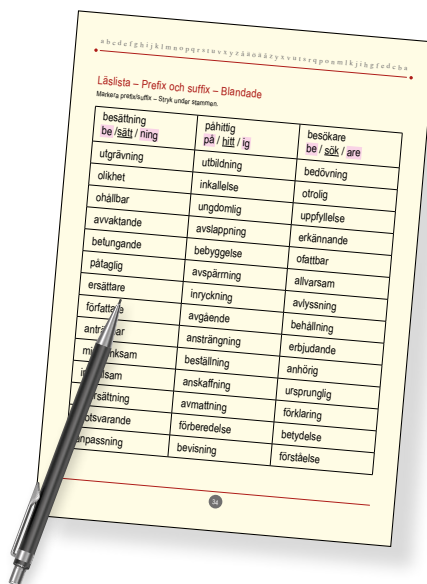 a b c d e f g h i j k l m n o p q r s t u v x y z å ä ö ä å z y x v u t s r q p o n m l k j i h g f e d c b a
Läslista – Prefix och suffix – Blandade
Markera prefix/suffix – Stryk under stammen.
besättning påhittig besökare
be / sätt / ning på / hitt / ig be / sök / are
utgrävning utbildning bedövning
olikhet inkallelse otrolig
ohållbar ungdomlig uppfyllelse
avvaktande avslappning erkännande
betungande bebyggelse ofattbar
påtaglig avspärrning allvarsam
ersättare inryckning avlyssning
författare avgående behållning
ansträngning erbjudande
beställning anhörig
anskaffning ursprunglig
avmattning förklaring
förberedelse betydelse
anpassning bevisning förståelse
34